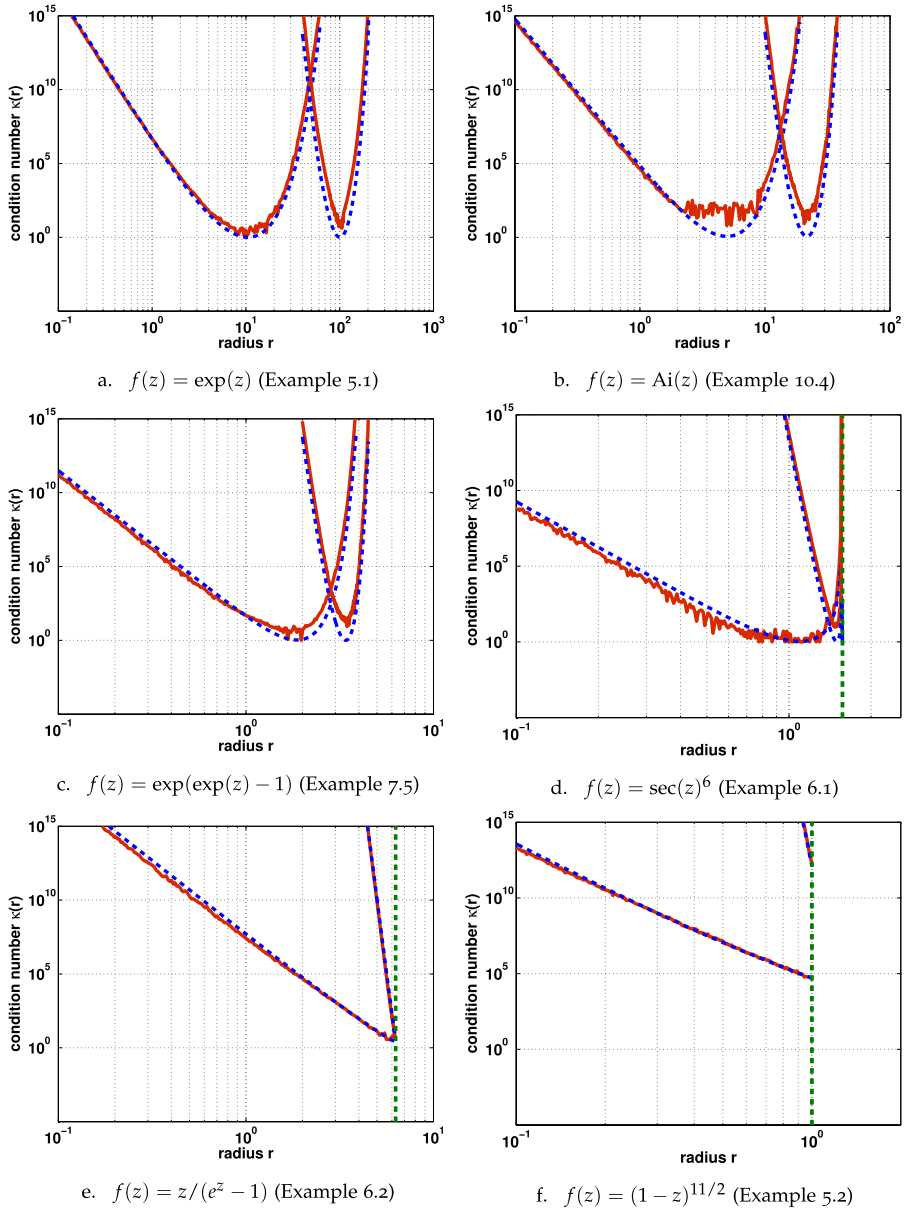 10^15
10^10
10^5
10^0
condition number κ(r)
10^−1
10^0
10^1
10^2
10^3
radius r
a. f(z) = exp(z) (Example 5.1)
10^15
10^10
10^5
10^0
condition number κ(r)
10^−1
10^0
10^1
10^2
radius r
b. f(z) = Ai(z) (Example 10.4)
10^15
10^10
10^5
10^0
condition number κ(r)
10^−1
10^0
10^1
radius r
c. f(z) = exp(exp(z) − 1) (Example 7.5)
10^15
10^10
10^5
10^0
condition number κ(r)
10^−1
10^0
radius r
d. f(z) = sec(z)^6 (Example 6.1)
10^15
10^10
10^5
10^0
condition number κ(r)
10^−1
10^0
10^1
radius r
e. f(z) = z/(e^z − 1) (Example 6.2)
10^15
10^10
10^5
10^0
condition number κ(r)
10^−1
10^0
radius r
f. f(z) = (1 − z)^11/2 (Example 5.2)